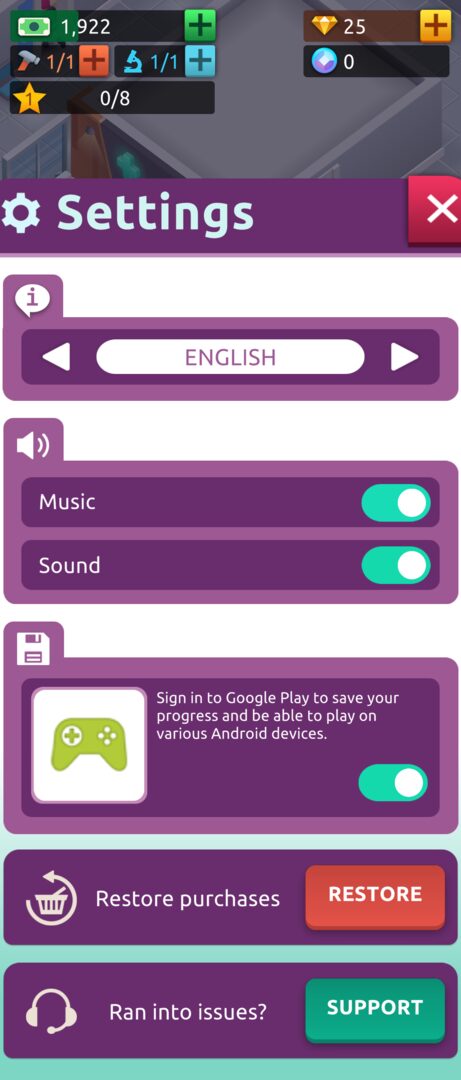 1,922
25
1/1
1/1
0
1
0/8
Settings
ENGLISH
Music
Sound
Sign in to Google Play to save your
progress and be able to play on
various Android devices.
Restore purchases
RESTORE
Ran into issues?
SUPPORT